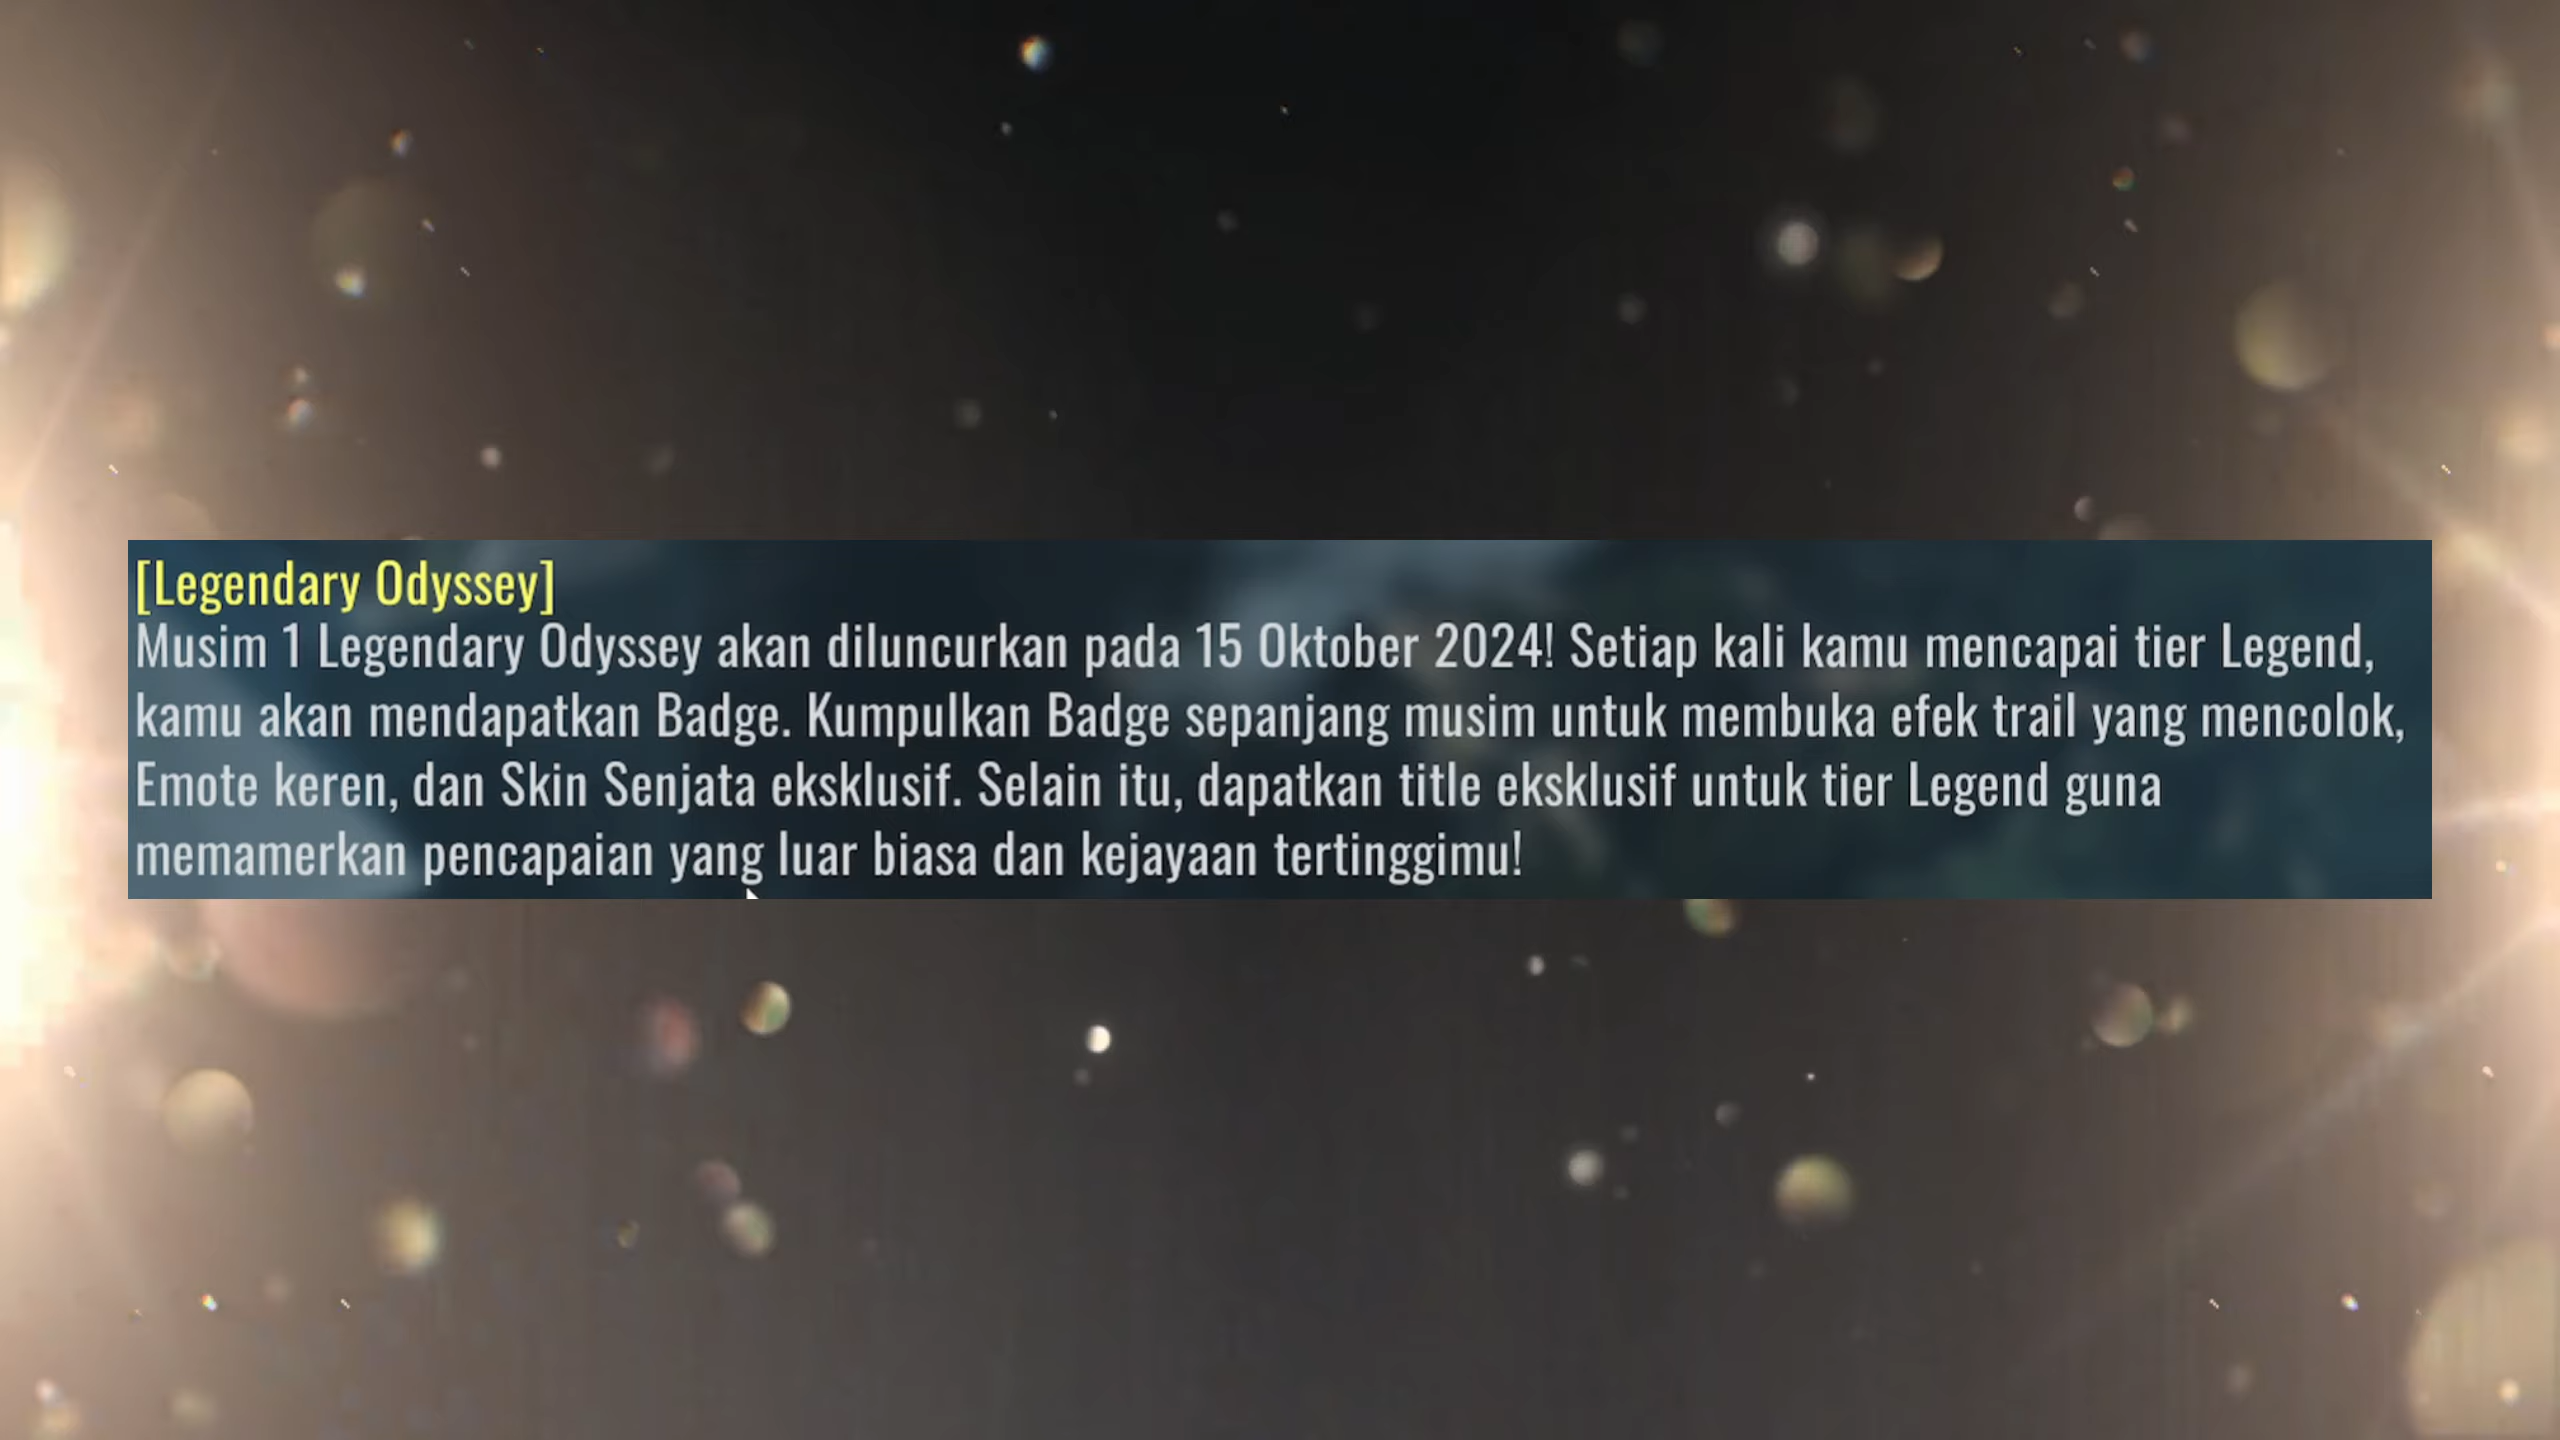 [Legendary Odyssey]
Musim 1 Legendary Odyssey akan diluncurkan pada 15 Oktober 2024! Setiap kali kamu mencapai tier Legend,
kamu akan mendapatkan Badge. Kumpulkan Badge sepanjang musim untuk membuka efek trail yang mencolok,
Emote keren, dan Skin Senjata eksklusif. Selain itu, dapatkan title eksklusif untuk tier Legend guna
memamerkan pencapaian yang luar biasa dan kejayaan tertinggimu!